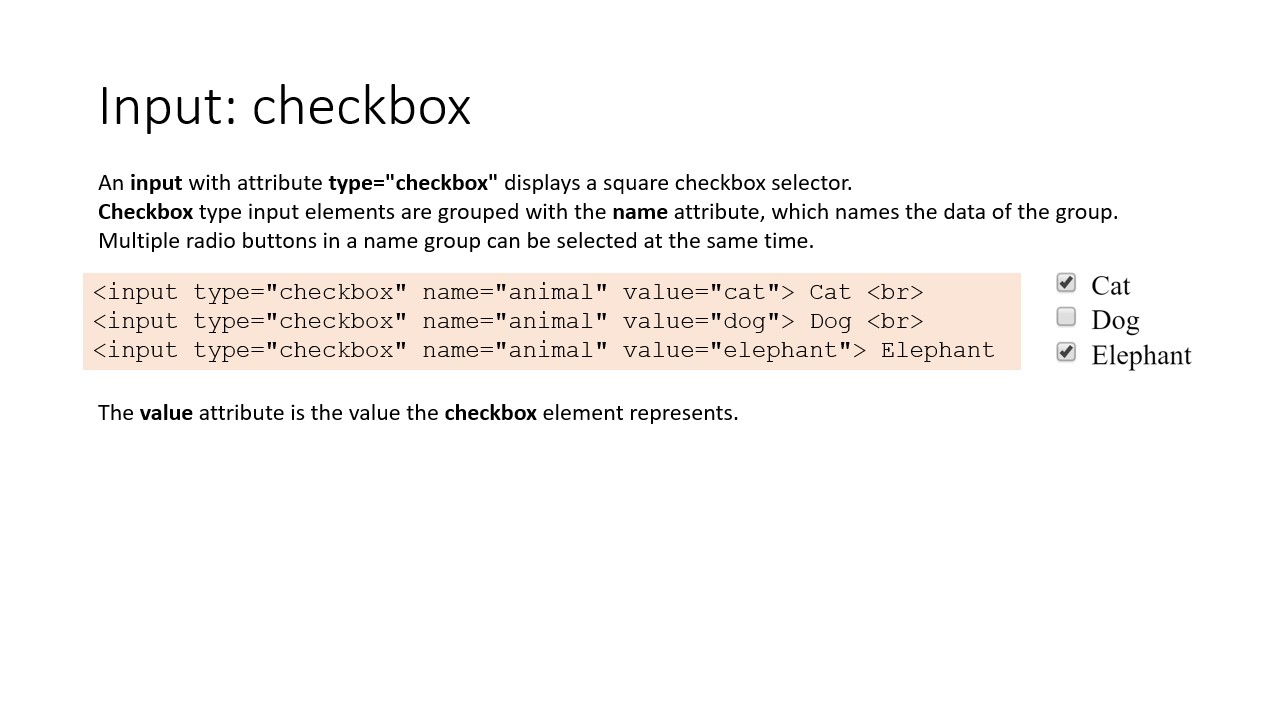 Input: checkbox
An input with attribute type="checkbox" displays a square checkbox selector.
Checkbox type input elements are grouped with the name attribute, which names the data of the group.
Multiple radio buttons in a name group can be selected at the same time.
<input type="checkbox" name="animal" value="cat"> Cat <br>
<input type="checkbox" name="animal" value="dog"> Dog <br>
<input type="checkbox" name="animal" value="elephant"> Elephant
Cat
Dog
Elephant
The value attribute is the value the checkbox element represents.